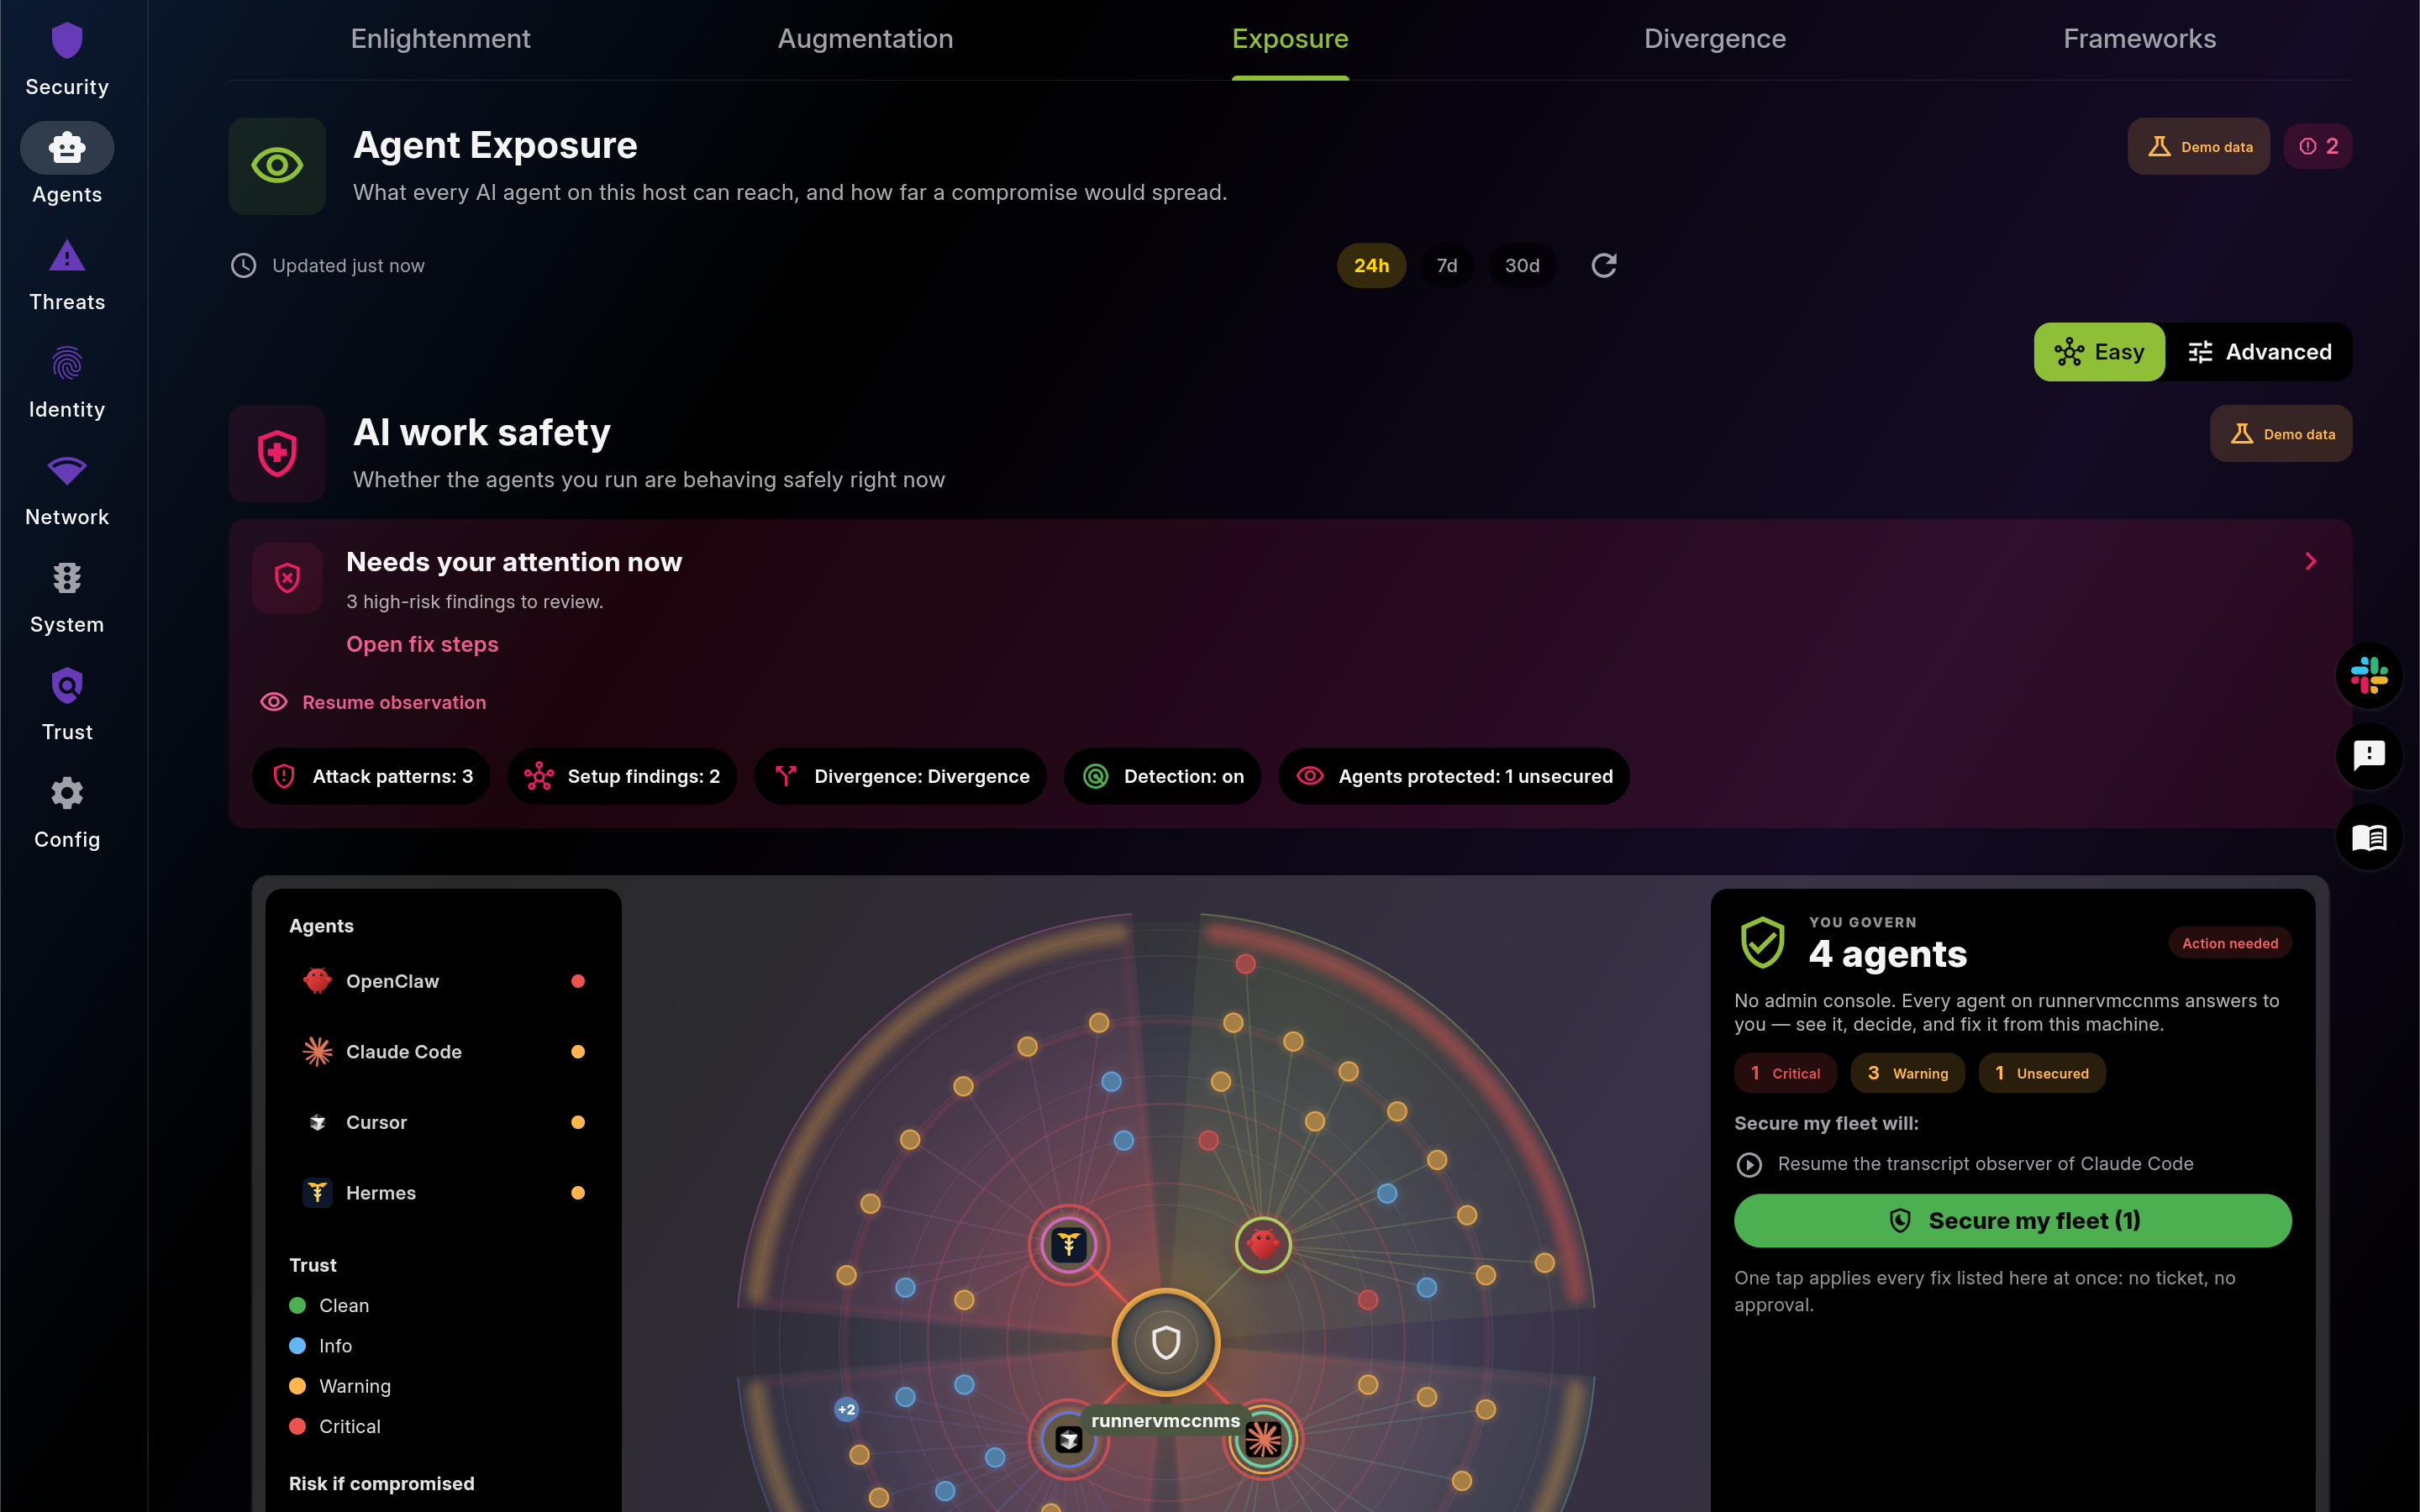 Security
Agents
Threats
Identity
Network
System
Trust
Config
Enlightenment
Augmentation
Exposure
Divergence
Frameworks
Agent Exposure
What every AI agent on this host can reach, and how far a compromise would spread.
Demo data
2
Updated just now
24h
7d
30d
Easy
Advanced
AI work safety
Whether the agents you run are behaving safely right now
Demo data
Needs your attention now
3 high-risk findings to review.
Open fix steps
Resume observation
Attack patterns: 3
Setup findings: 2
Divergence: Divergence
Detection: on
Agents protected: 1 unsecured
Agents
OpenClaw
Claude Code
Cursor
Hermes
Trust
Clean
Info
Warning
Critical
Risk if compromised
+2
runnervmccnms
YOU GOVERN
4 agents
Action needed
No admin console. Every agent on runnervmccnms answers to
you — see it, decide, and fix it from this machine.
1 Critical
3 Warning
1 Unsecured
Secure my fleet will:
Resume the transcript observer of Claude Code
Secure my fleet (1)
One tap applies every fix listed here at once: no ticket, no
approval.